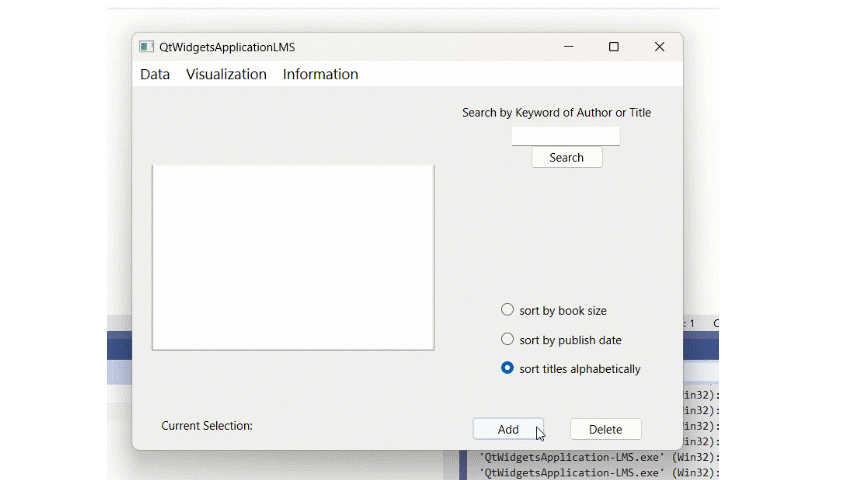 QtWidgetsApplicationLMS
Data Visualization Information
Search by Keyword of Author or Title
Search
sort by book size
: 1
sort by publish date
sort titles alphabetically
Win32):
Win32):
Current Selection:
Add
Delete
Win32):
Win32):
'QtWidgetsApplication-LMS.exe' (Win32):
'QtWidgetsApplication-LMS.exe' (Win32):